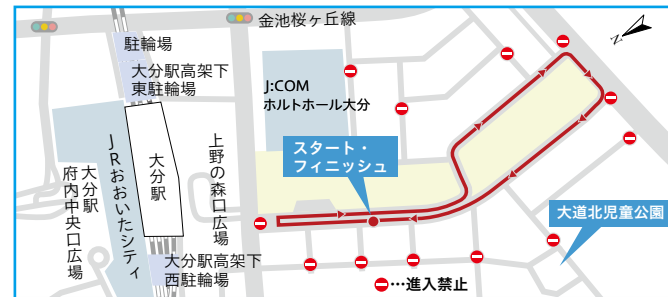 金池桜ヶ丘線
駐輪場
大分駅高架下
東駐輪場
J:COM
ホルトホール大分
スタート・
フィニッシュ
上野の森口広場
大分駅
JRおおいたシティ
大分駅
府内中央口広場
大分駅高架下
西駐輪場
大道北児童公園
…進入禁止
N